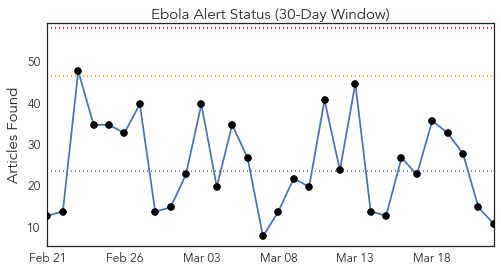 Ebola Alert Status (30-Day Window)
Articles Found
50
40
30
20
10
Feb 21 Feb 26 Mar 03 Mar 08 Mar 13 Mar 18